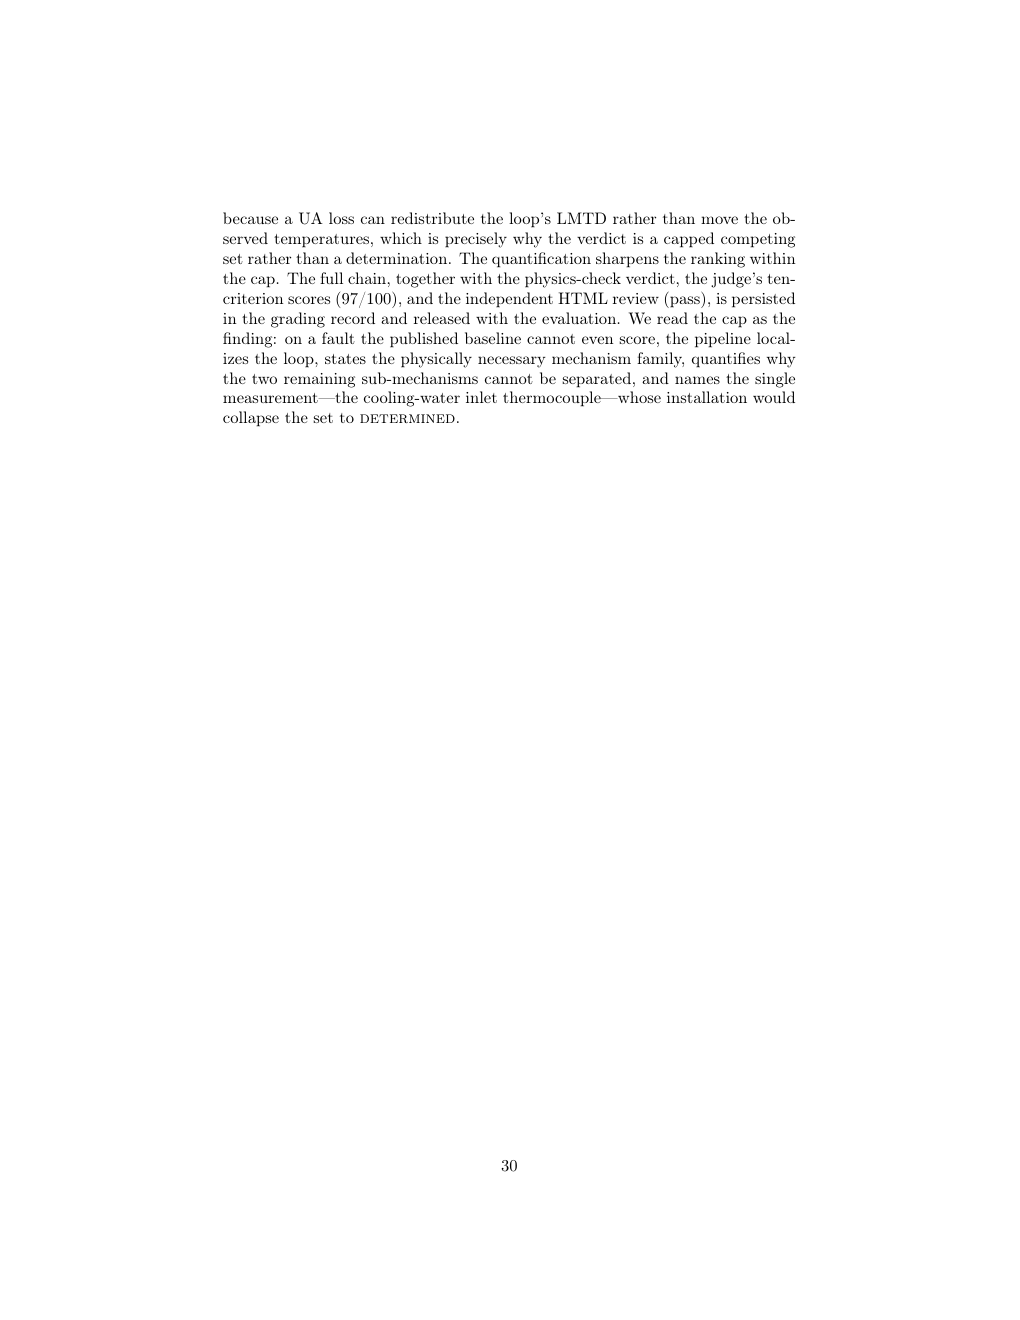 because a UA loss can redistribute the loop's LMTD rather than move the ob-
served temperatures, which is precisely why the verdict is a capped competing
set rather than a determination. The quantification sharpens the ranking within
the cap. The full chain, together with the physics-check verdict, the judge's ten-
criterion scores (97/100), and the independent HTML review (pass), is persisted
in the grading record and released with the evaluation. We read the cap as the
finding: on a fault the published baseline cannot even score, the pipeline local-
izes the loop, states the physically necessary mechanism family, quantifies why
the two remaining sub-mechanisms cannot be separated, and names the single
measurement—the cooling-water inlet thermocouple—whose installation would
collapse the set to DETERMINED.
30